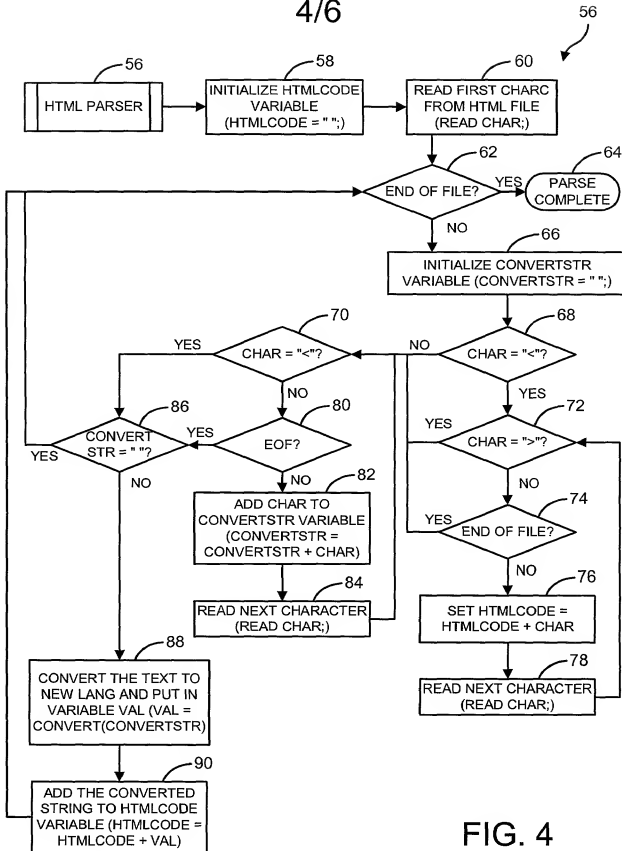 4/6
56
56
HTML PARSER
58
INITIALIZE HTMLCODE
VARIABLE
(HTMLCODE = " ";)
60
READ FIRST CHARC
FROM HTML FILE
(READ CHAR;)
62
END OF FILE?
YES
64
PARSE
COMPLETE
NO
66
INITIALIZE CONVERTSTR
VARIABLE (CONVERTSTR = " ";)
68
CHAR = "<"?
NO
YES
70
CHAR = "<"?
YES
NO
72
CHAR = ">"?
YES
NO
74
END OF FILE?
YES
NO
76
SET HTMLCODE =
HTMLCODE + CHAR
78
READ NEXT CHARACTER
(READ CHAR;)
80
EOF?
YES
NO
82
ADD CHAR TO
CONVERTSTR VARIABLE
(CONVERTSTR =
CONVERTSTR + CHAR)
84
READ NEXT CHARACTER
(READ CHAR;)
86
CONVERT
STR = " "?
YES
NO
88
CONVERT THE TEXT TO
NEW LANG AND PUT IN
VARIABLE VAL (VAL =
CONVERT(CONVERTSTR)
90
ADD THE CONVERTED
STRING TO HTMLCODE
VARIABLE (HTMLCODE =
HTMLCODE + VAL)
FIG. 4